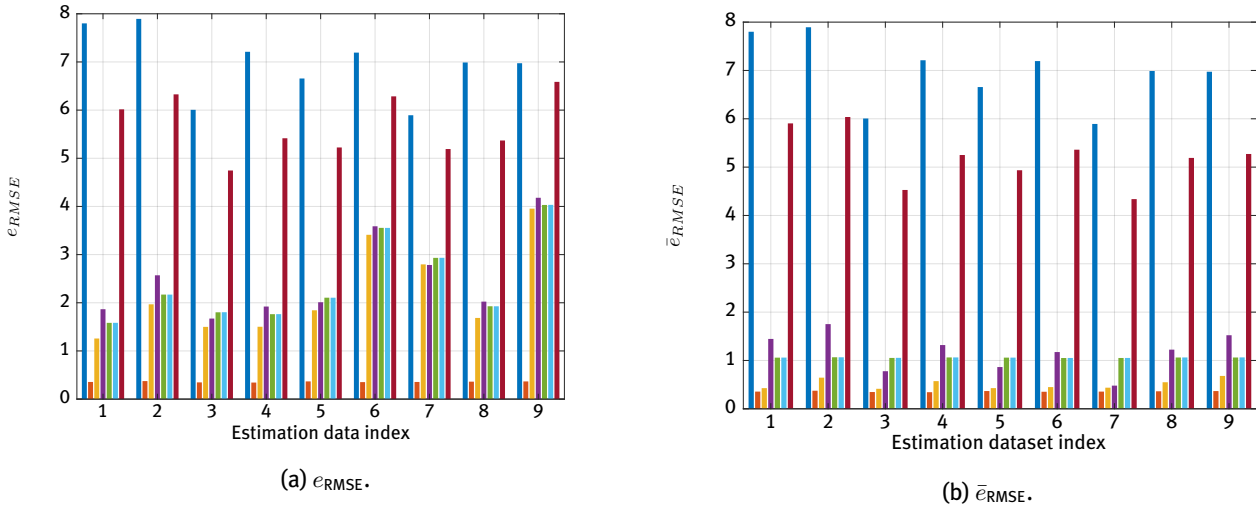 8
7
6
5
4
3
2
1
0
e_RMSE
1 2 3 4 5 6 7 8 9
Estimation data index
(a) e_RMSE.
8
7
6
5
4
3
2
1
0
ē_RMSE
1 2 3 4 5 6 7 8 9
Estimation dataset index
(b) ē_RMSE.